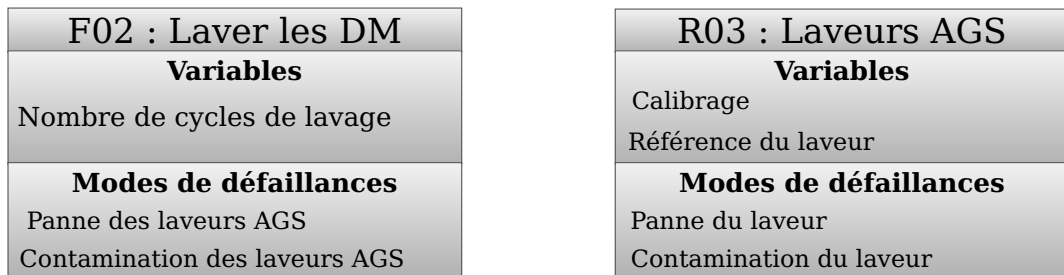 F02 : Laver les DM
Variables
Nombre de cycles de lavage
Modes de défaillances
Panne des laveurs AGS
Contamination des laveurs AGS
R03 : Laveurs AGS
Variables
Calibrage
Référence du laveur
Modes de défaillances
Panne du laveur
Contamination du laveur